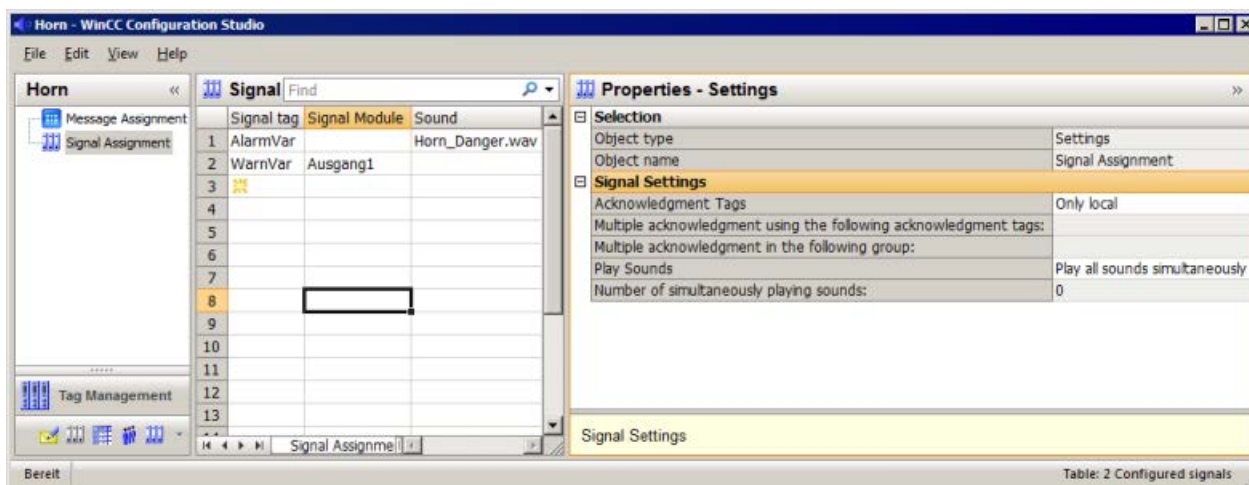 Horn - WinCC Configuration Studio
File Edit View Help
Horn «
Message Assignment
Signal Assignment
Tag Management
Signal Find
Signal tag Signal Module Sound
1 AlarmVar Horn_Danger.wav
2 WarnVar Ausgang1
3
4
5
6
7
8
9
10
11
12
13
Signal Assignme
Properties - Settings »
Selection
Object type Settings
Object name Signal Assignment
Signal Settings
Acknowledgment Tags Only local
Multiple acknowledgment using the following acknowledgment tags:
Multiple acknowledgment in the following group:
Play Sounds Play all sounds simultaneously
Number of simultaneously playing sounds: 0
Signal Settings
Bereit Table: 2 Configured signals